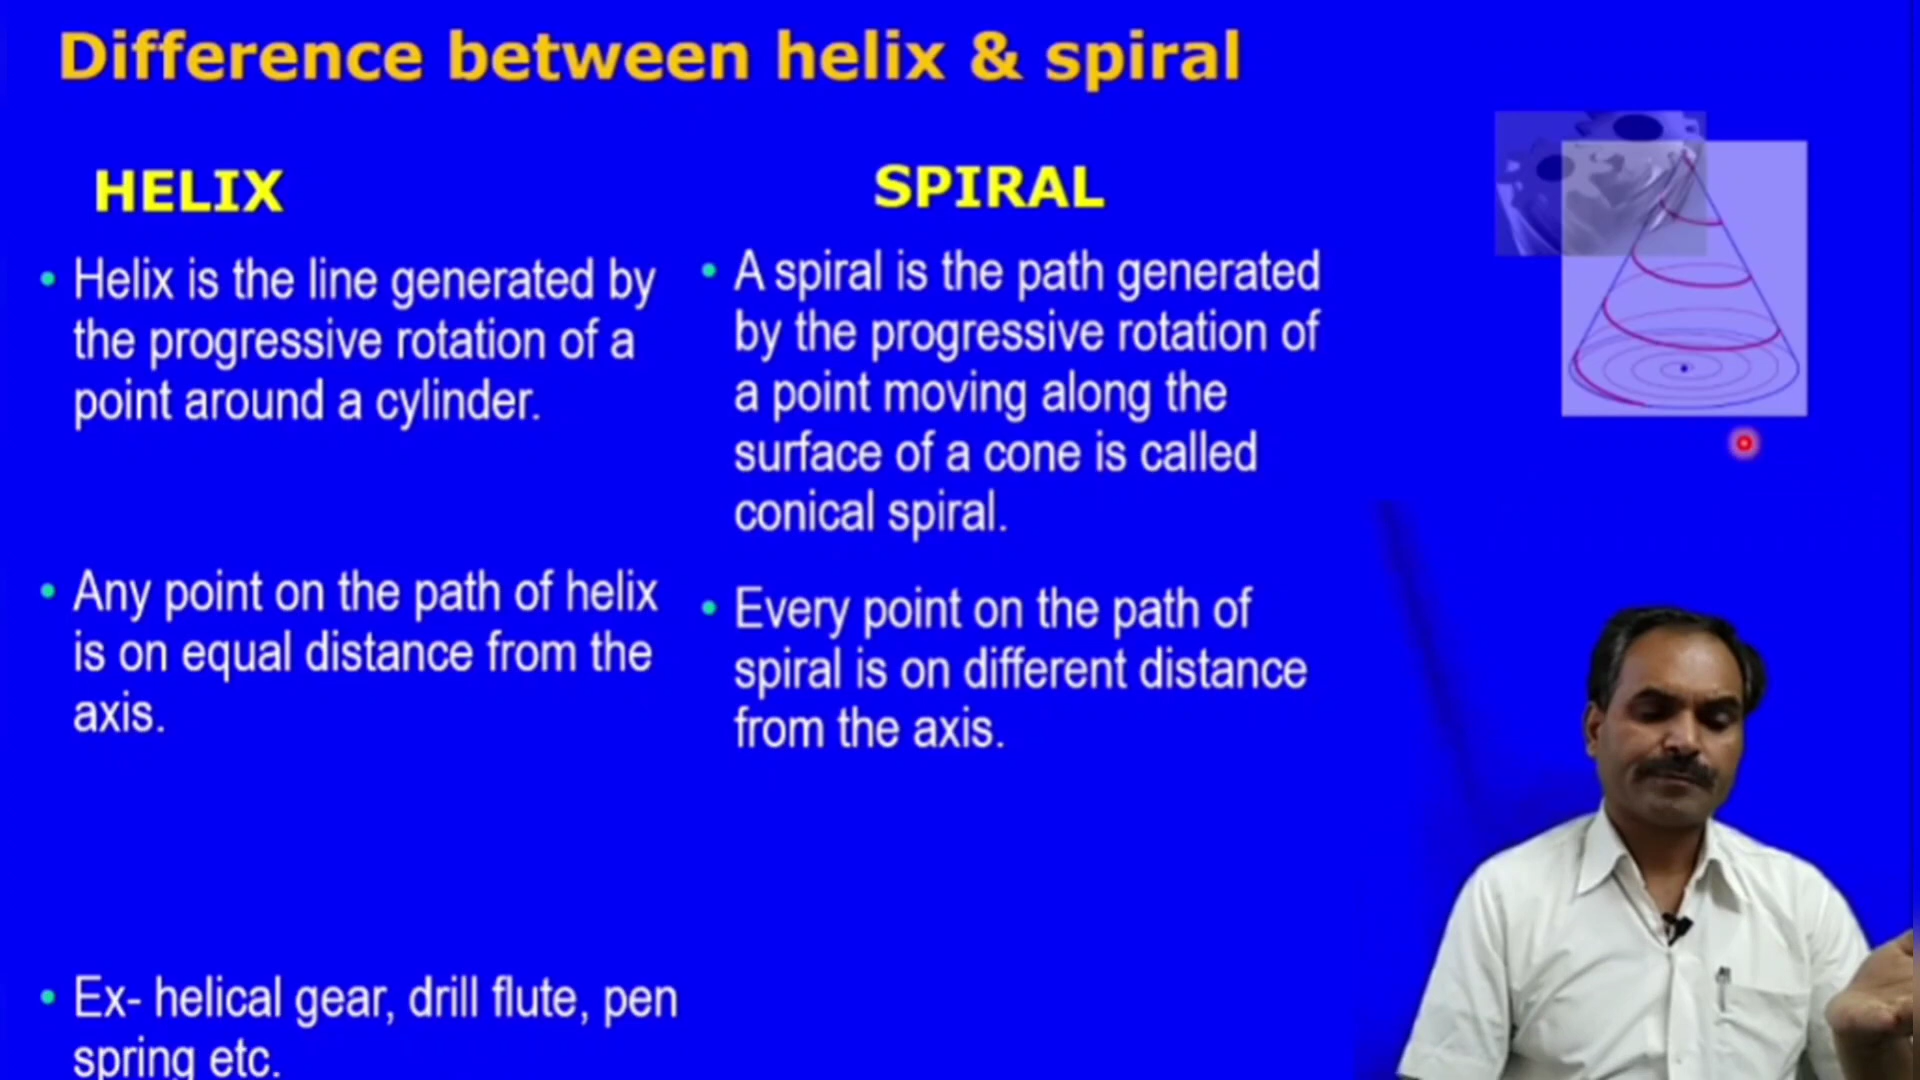 Difference between helix & spiral
HELIX
• Helix is the line generated by
the progressive rotation of a
point around a cylinder.
• Any point on the path of helix
is on equal distance from the
axis.
• Ex- helical gear, drill flute, pen
spring etc.
SPIRAL
• A spiral is the path generated
by the progressive rotation of
a point moving along the
surface of a cone is called
conical spiral.
• Every point on the path of
spiral is on different distance
from the axis.